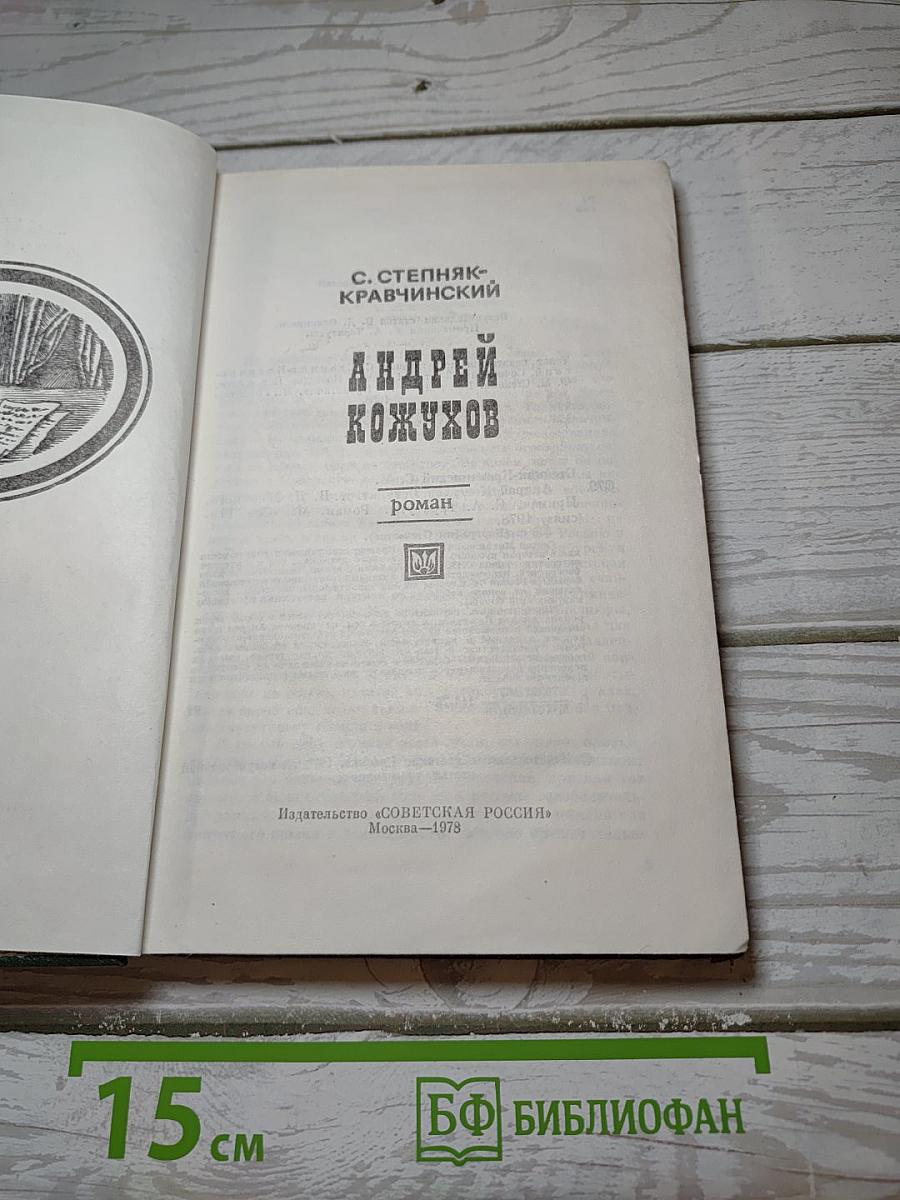 С. СТЕПНЯК-
КРАВЧИНСКИЙ
АНДРЕЙ
КОЖУХОВ
роман
Издательство «СОВЕТСКАЯ РОССИЯ»
Москва—1978
15 см
БФ БИБЛИОФАН